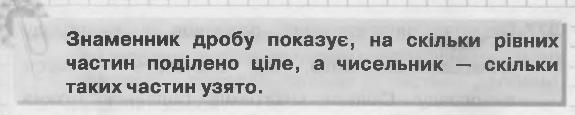 Знаменник дробу показує, на скільки рівних
частин поділено ціле, а чисельник — скільки
таких частин узято.